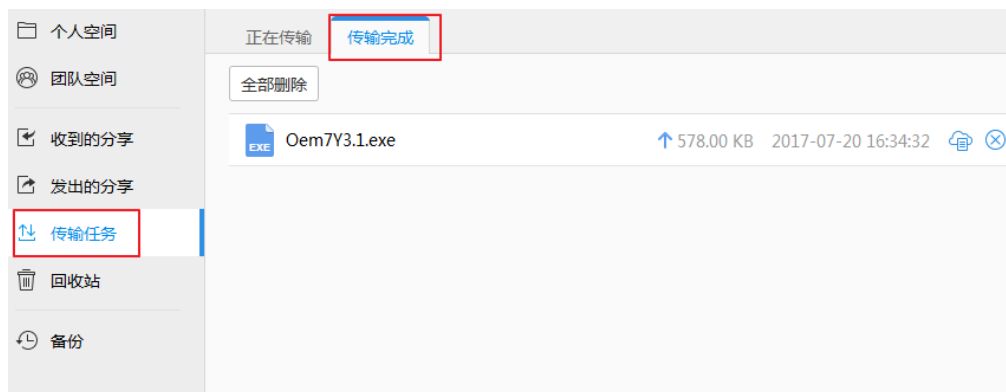 个人空间
团队空间
收到的分享
发出的分享
传输任务
回收站
备份
正在传输 传输完成
全部删除
EXE Oem7Y3.1.exe 578.00 KB 2017-07-20 16:34:32